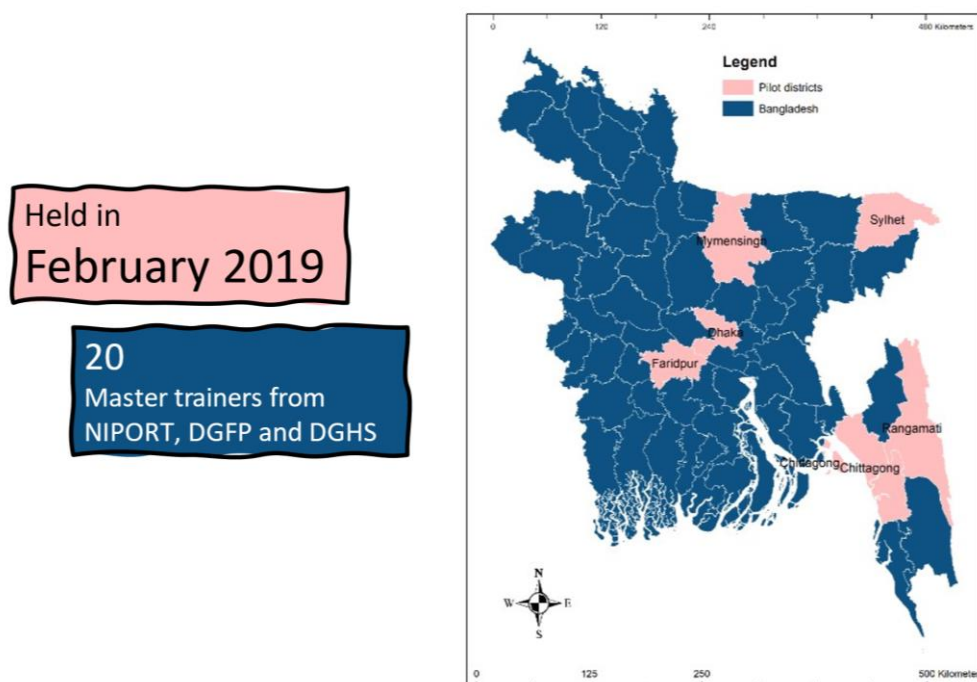 Held in
February 2019
20
Master trainers from
NIPORT, DGFP and DGHS
0 120 240 480 Kilometers
Legend
Pilot districts
Bangladesh
Sylhet
Mymensingh
Dhaka
Faridpur
Rangamati
Chittagong
Chittagong
N
W E
S
0 125 250 500 Kilometers